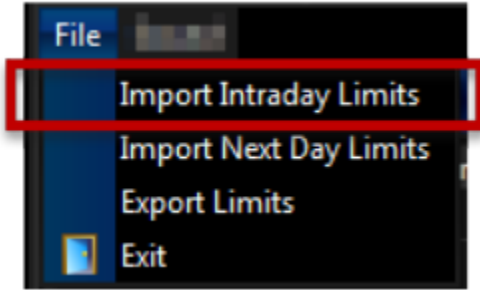 File
Import Intraday Limits
Import Next Day Limits
Export Limits
Exit